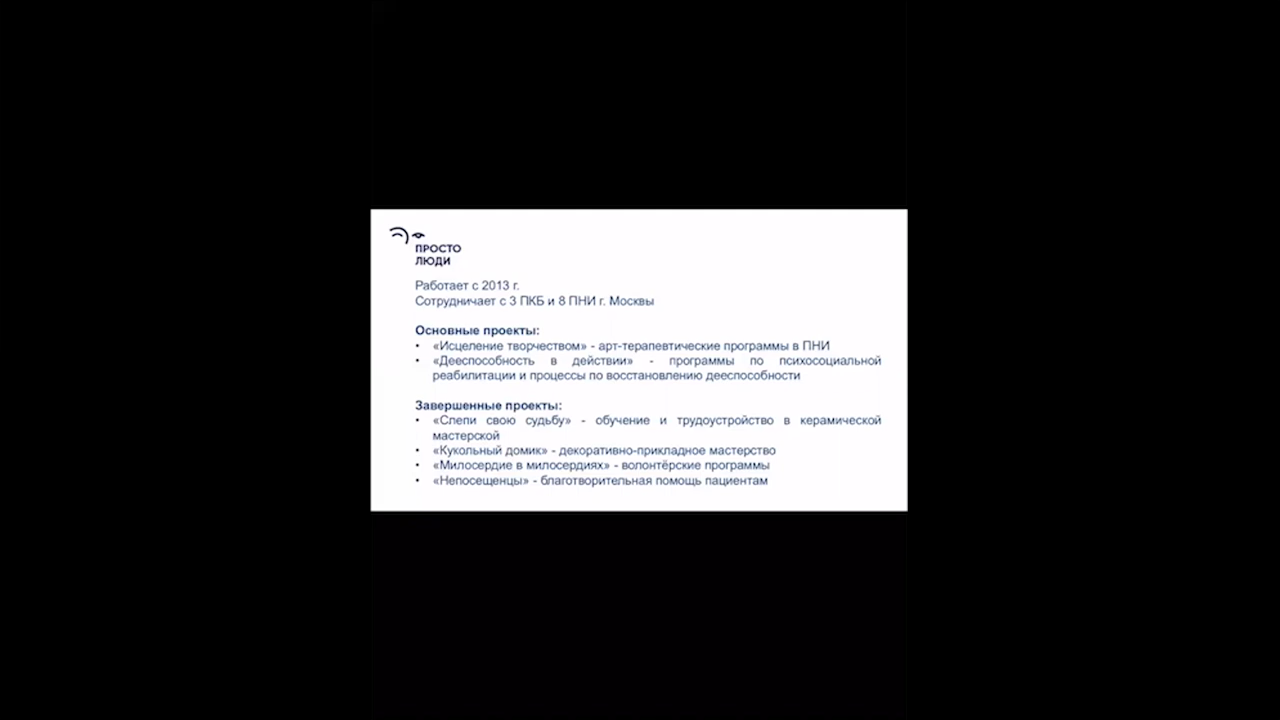 ПРОСТО
ЛЮДИ
Работает с 2013 г.
Сотрудничает с 3 ПКБ и 8 ПНИ г. Москвы
Основные проекты:
• «Исцеление творчеством» - арт-терапевтические программы в ПНИ
• «Дееспособность в действии» - программы по психосоциальной
реабилитации и процессы по восстановлению дееспособности
Завершенные проекты:
• «Слепи свою судьбу» - обучение и трудоустройство в керамической
мастерской
• «Кукольный домик» - декоративно-прикладное мастерство
• «Милосердие в милосердиях» - волонтёрские программы
• «Непосещенцы» - благотворительная помощь пациентам